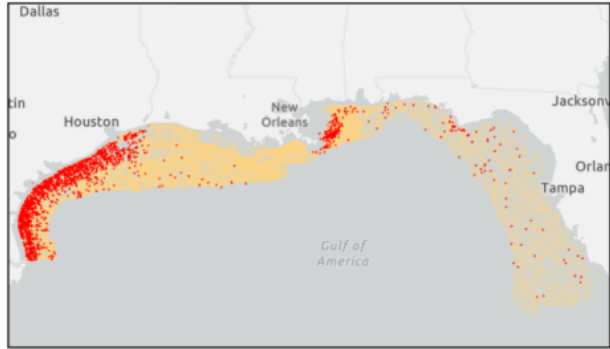 Dallas
tin
o
Houston
New
Orleans
Jacksonv
Orlan
Tampa
Gulf of
America